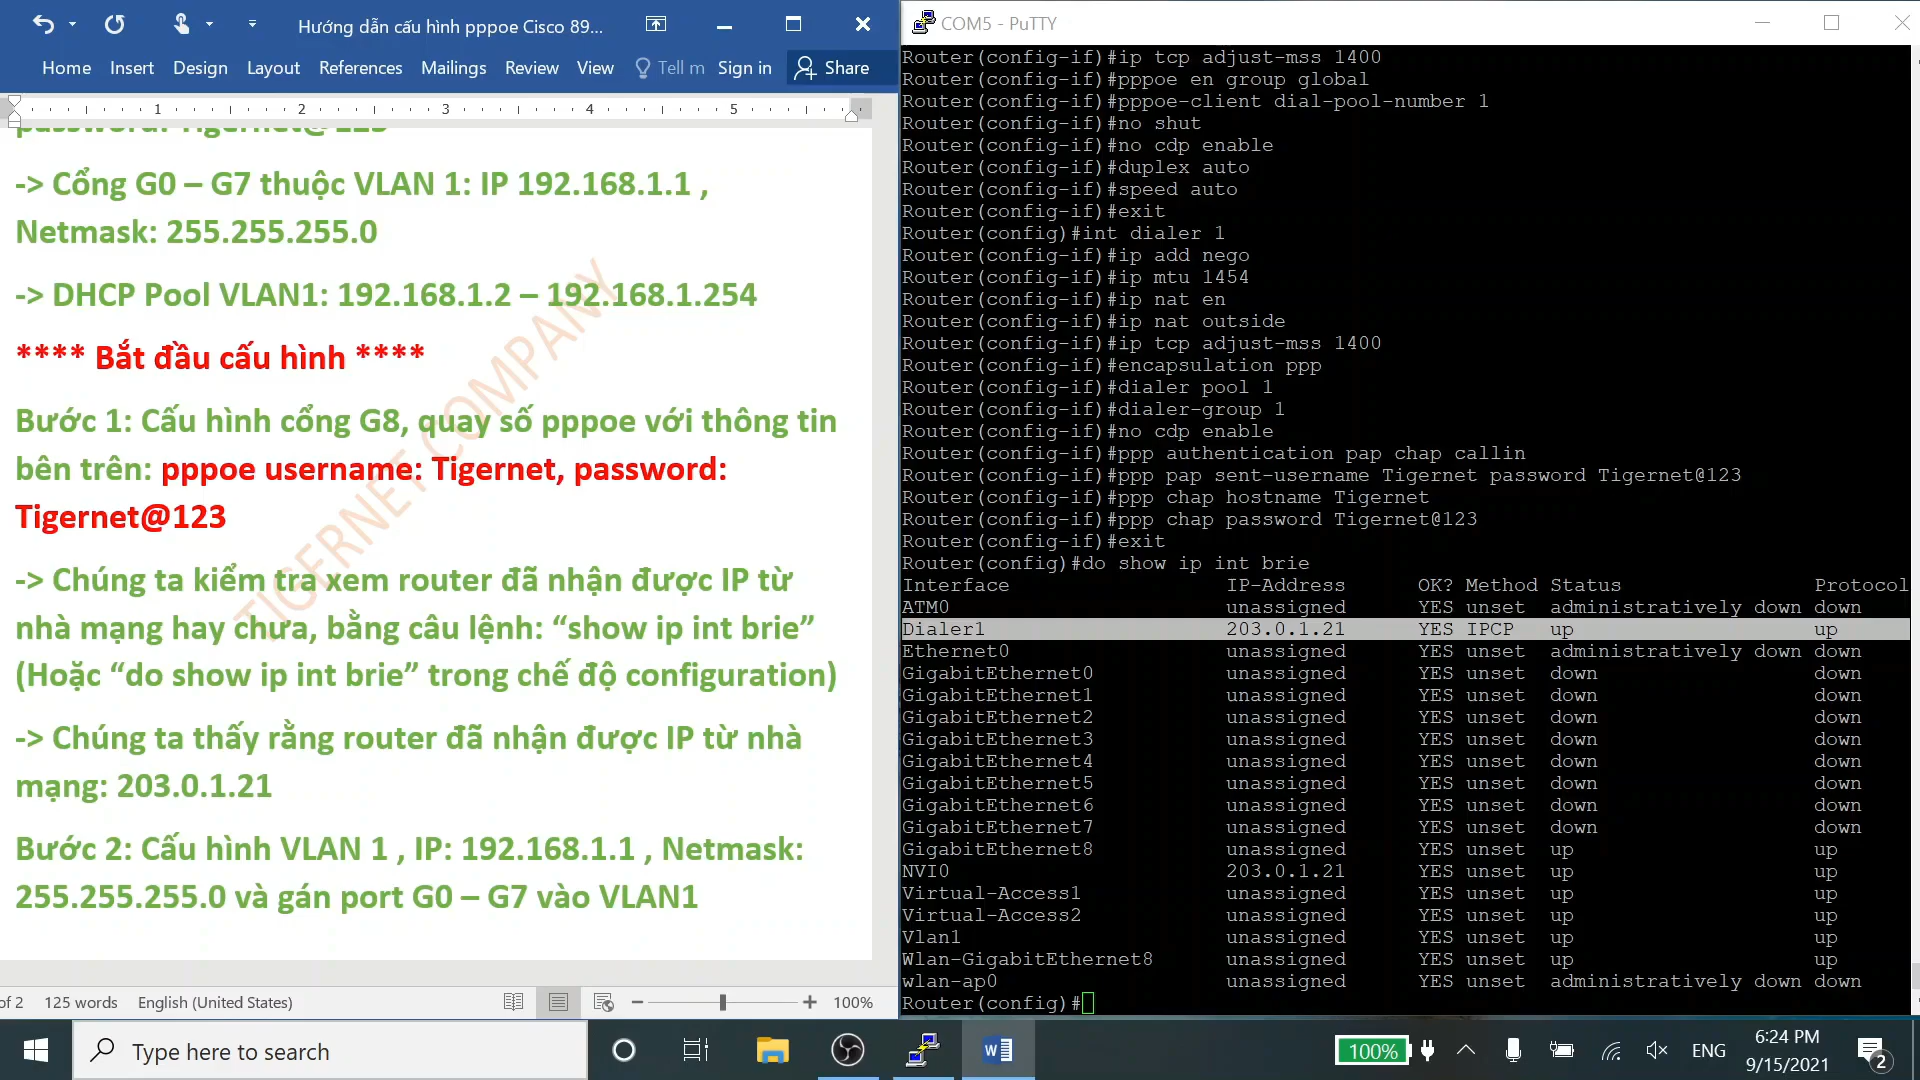 Hướng dẫn cấu hình pppoe Cisco 89...
Home Insert Design Layout References Mailings Review View Tell m Sign in Share
1 2 3 4 5
password: Tigernet@123
-> Cổng G0 – G7 thuộc VLAN 1: IP 192.168.1.1 ,
Netmask: 255.255.255.0
-> DHCP Pool VLAN1: 192.168.1.2 – 192.168.1.254
**** Bắt đầu cấu hình ****
Bước 1: Cấu hình cổng G8, quay số pppoe với thông tin
bên trên: pppoe username: Tigernet, password:
Tigernet@123
-> Chúng ta kiểm tra xem router đã nhận được IP từ
nhà mạng hay chưa, bằng câu lệnh: “show ip int brie”
(Hoặc “do show ip int brie” trong chế độ configuration)
-> Chúng ta thấy rằng router đã nhận được IP từ nhà
mạng: 203.0.1.21
Bước 2: Cấu hình VLAN 1 , IP: 192.168.1.1 , Netmask:
255.255.255.0 và gán port G0 – G7 vào VLAN1
TIGERNET.COMPANY
of 2 125 words English (United States) 100%
COM5 - PuTTY
Router(config-if)#ip tcp adjust-mss 1400
Router(config-if)#pppoe en group global
Router(config-if)#pppoe-client dial-pool-number 1
Router(config-if)#no shut
Router(config-if)#no cdp enable
Router(config-if)#duplex auto
Router(config-if)#speed auto
Router(config-if)#exit
Router(config)#int dialer 1
Router(config-if)#ip add nego
Router(config-if)#ip mtu 1454
Router(config-if)#ip nat en
Router(config-if)#ip nat outside
Router(config-if)#ip tcp adjust-mss 1400
Router(config-if)#encapsulation ppp
Router(config-if)#dialer pool 1
Router(config-if)#dialer-group 1
Router(config-if)#no cdp enable
Router(config-if)#ppp authentication pap chap callin
Router(config-if)#ppp pap sent-username Tigernet password Tigernet@123
Router(config-if)#ppp chap hostname Tigernet
Router(config-if)#ppp chap password Tigernet@123
Router(config-if)#exit
Router(config)#do show ip int brie
Interface IP-Address OK? Method Status Protocol
ATM0 unassigned YES unset administratively down down
Dialer1 203.0.1.21 YES IPCP up up
Ethernet0 unassigned YES unset administratively down down
GigabitEthernet0 unassigned YES unset down down
GigabitEthernet1 unassigned YES unset down down
GigabitEthernet2 unassigned YES unset down down
GigabitEthernet3 unassigned YES unset down down
GigabitEthernet4 unassigned YES unset down down
GigabitEthernet5 unassigned YES unset down down
GigabitEthernet6 unassigned YES unset down down
GigabitEthernet7 unassigned YES unset down down
GigabitEthernet8 unassigned YES unset up up
NVI0 203.0.1.21 YES unset up up
Virtual-Access1 unassigned YES unset up up
Virtual-Access2 unassigned YES unset up up
Vlan1 unassigned YES unset up up
Wlan-GigabitEthernet8 unassigned YES unset up up
wlan-ap0 unassigned YES unset administratively down down
Router(config)#
Type here to search
100%
ENG
6:24 PM
9/15/2021
2